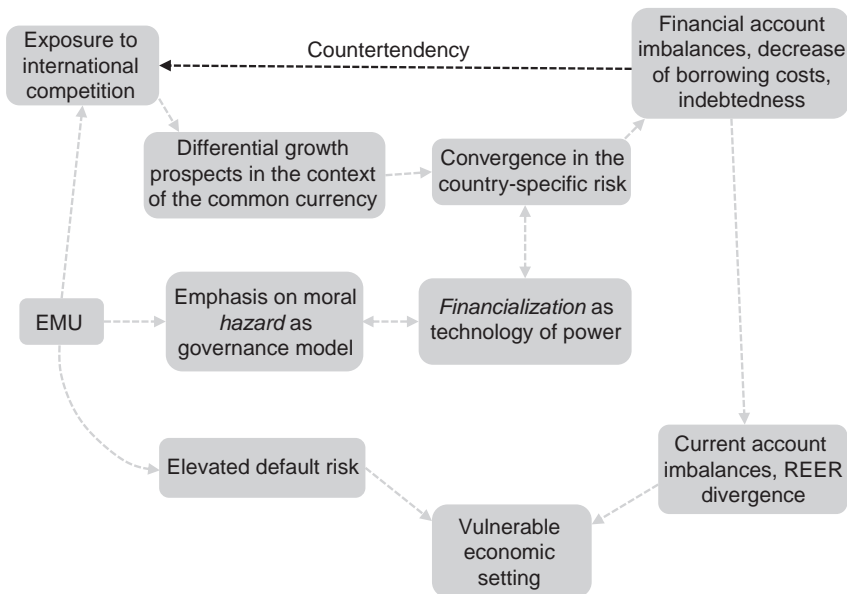 Exposure to
international
competition
Countertendency
Financial account
imbalances, decrease
of borrowing costs,
indebtedness
Differential growth
prospects in the context
of the common currency
Convergence in the
country-specific risk
EMU
Emphasis on moral
hazard as
governance model
Financialization as
technology of power
Elevated default risk
Current account
imbalances, REER
divergence
Vulnerable
economic
setting